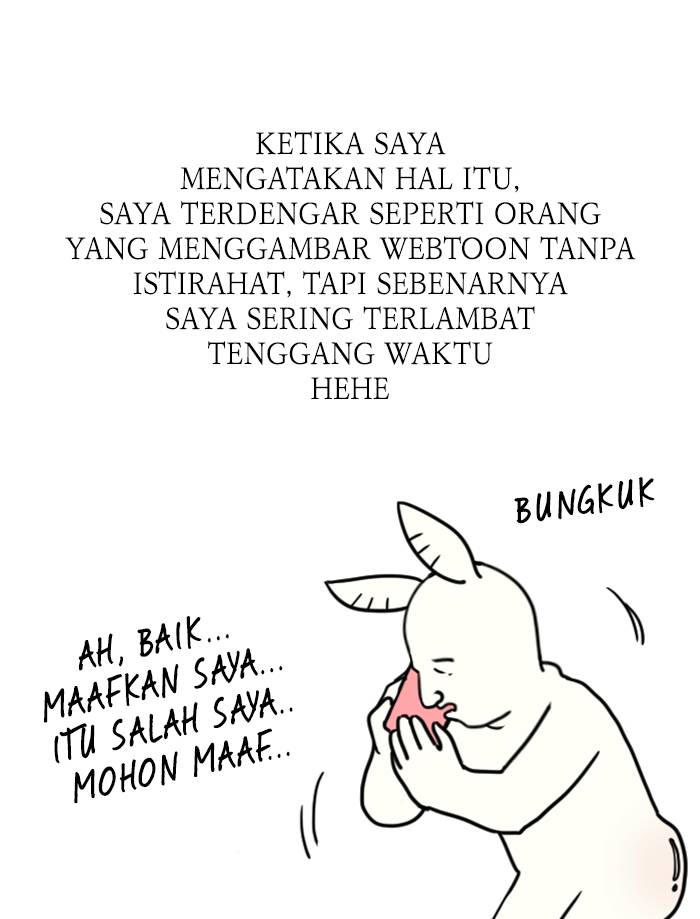 KETIKA SAYA
MENGATAKAN HAL ITU,
SAYA TERDENGAR SEPERTI ORANG
YANG MENGGAMBAR WEBTOON TANPA
ISTIRAHAT, TAPI SEBENARNYA
SAYA SERING TERLAMBAT
TENGGANG WAKTU
HEHE
BUNGKUK
AH, BAIK...
MAAFKAN SAYA...
ITU SALAH SAYA..
MOHON MAAF...